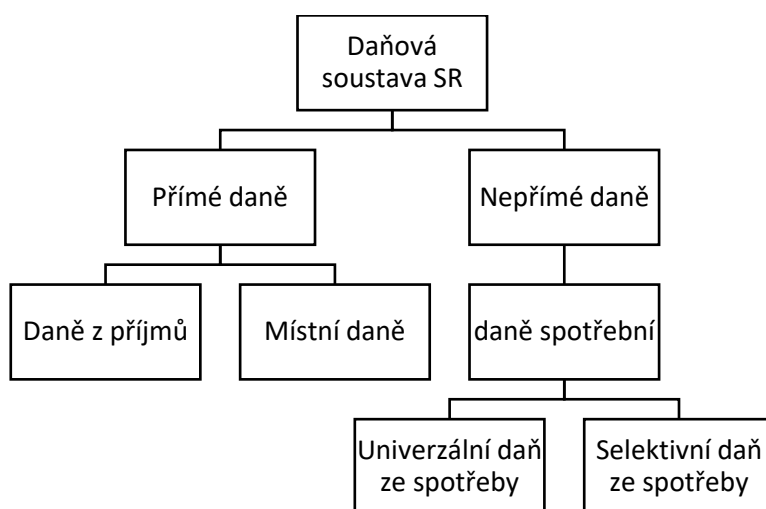 Daňová
soustava SR
Přímé daně
Nepřímé daně
Daně z příjmů
Místní daně
daně spotřební
Univerzální daň
ze spotřeby
Selektivní daň
ze spotřeby